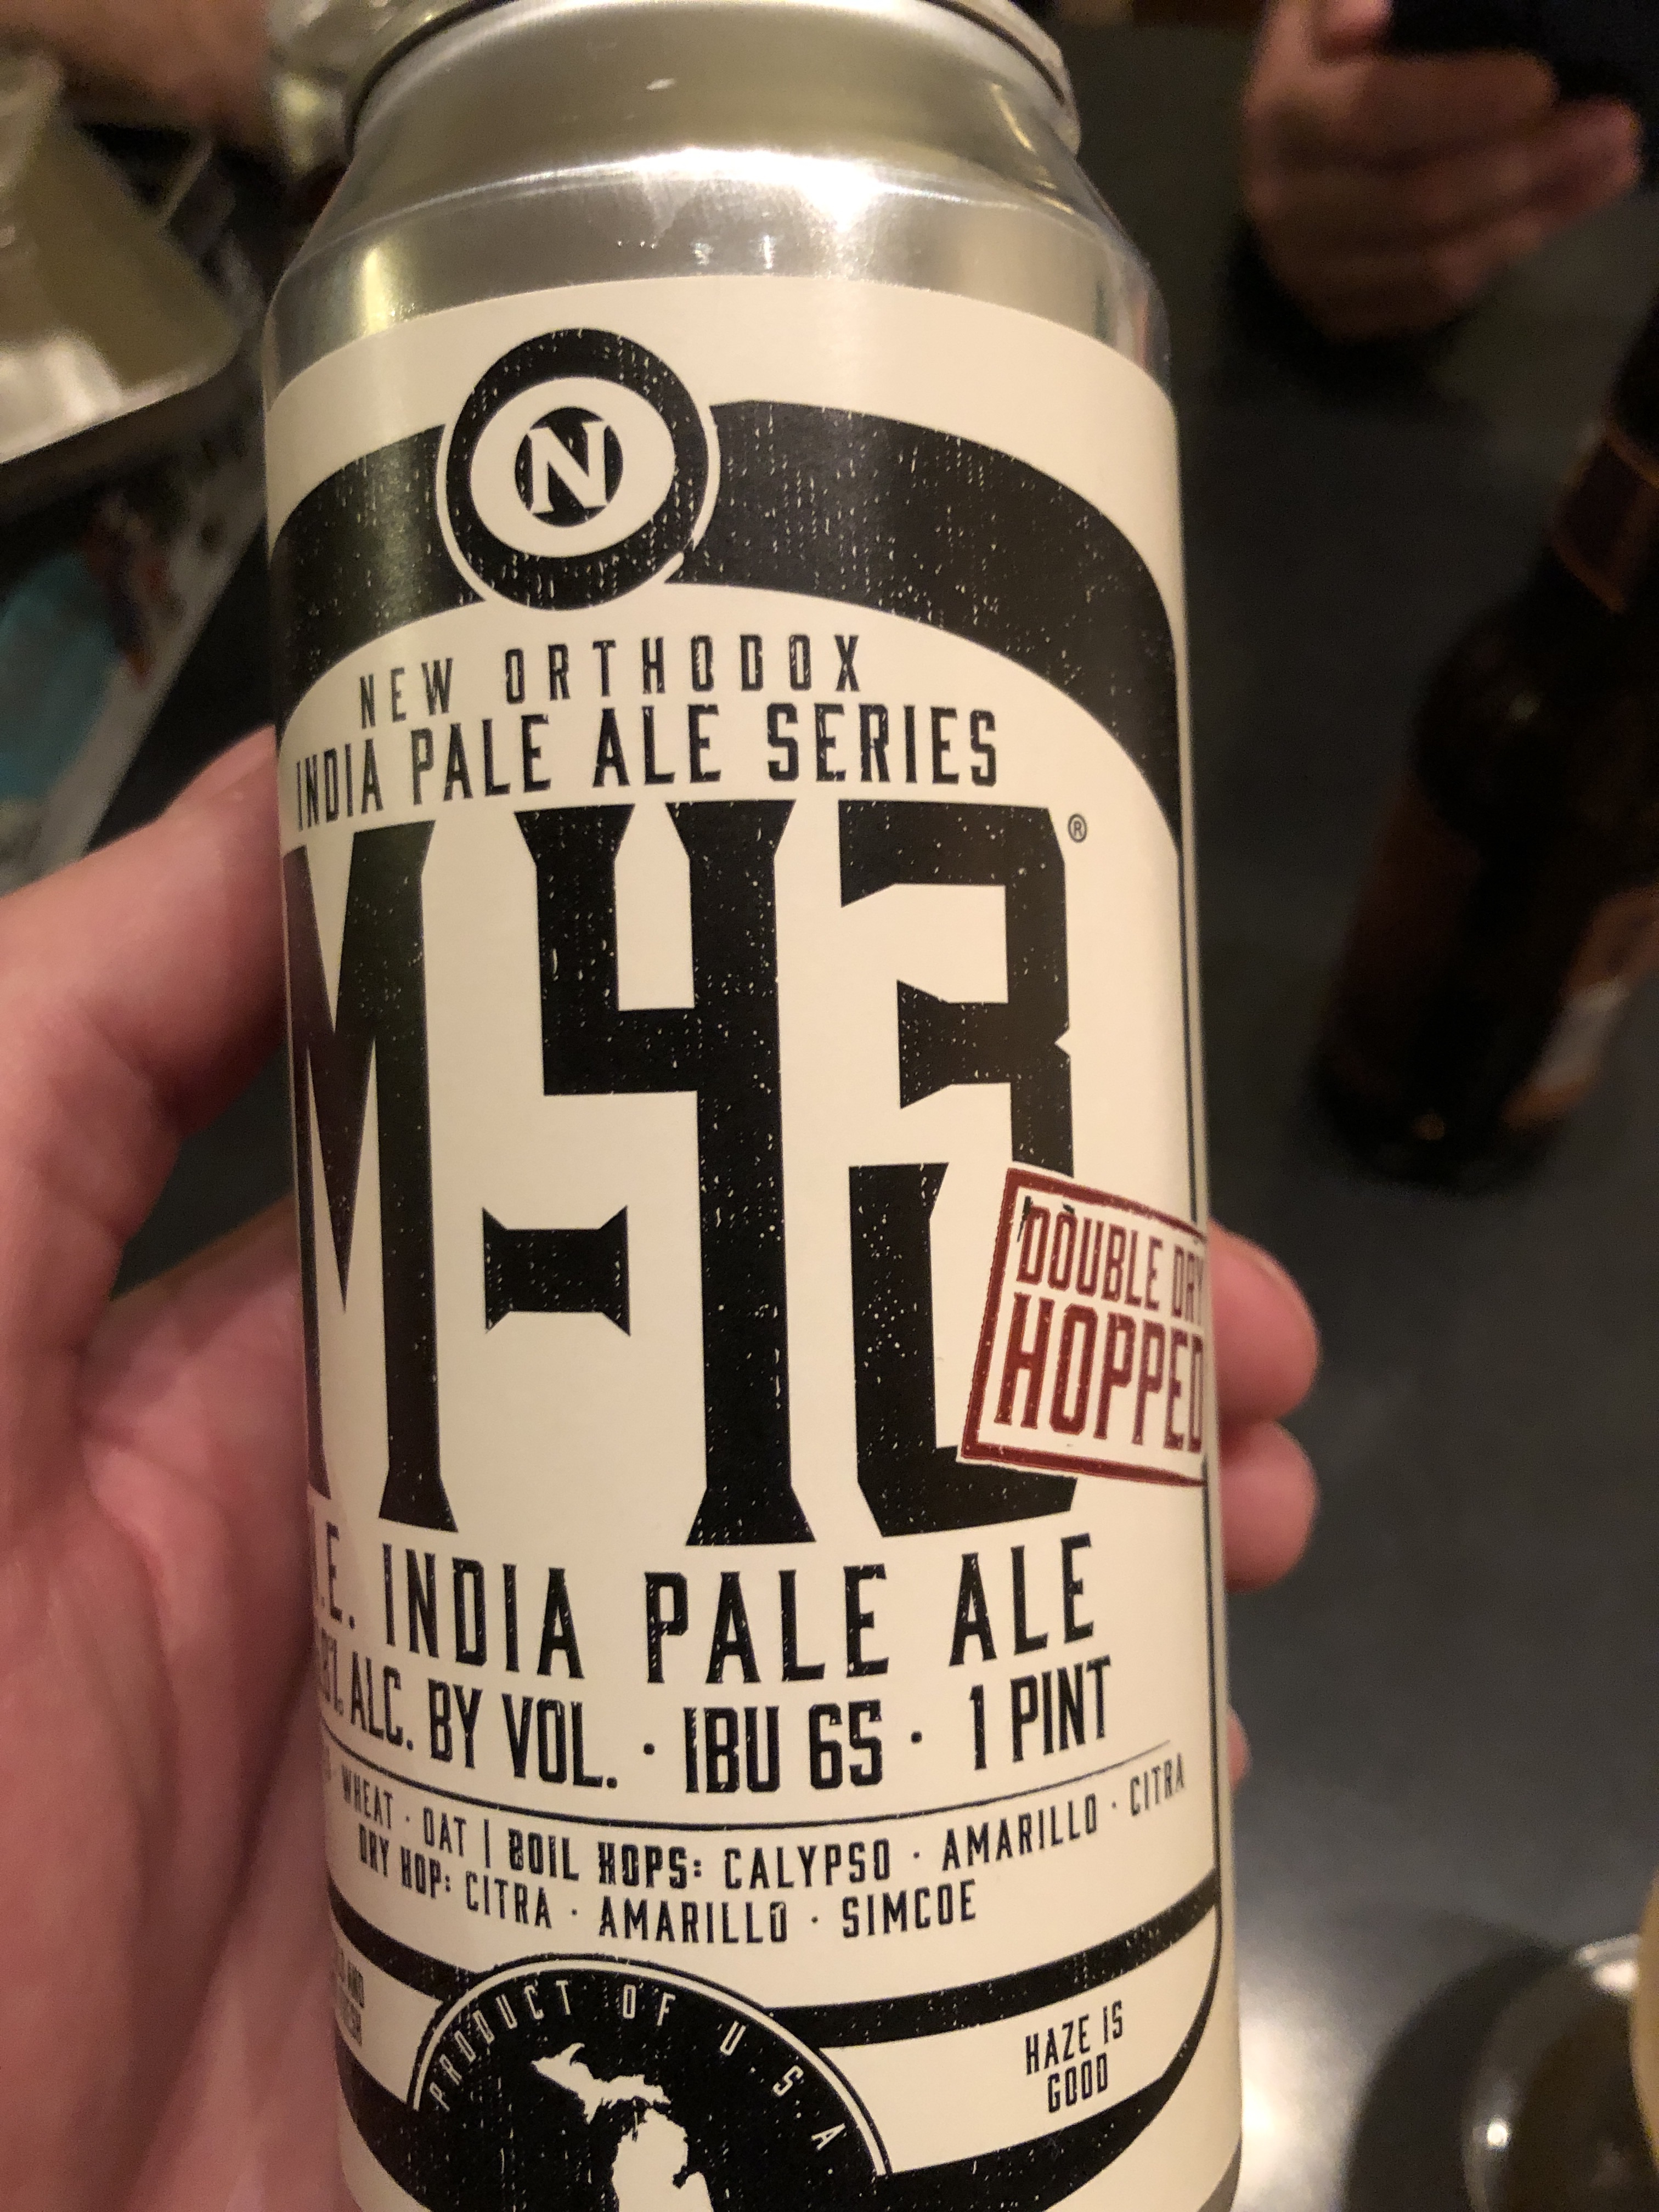 N
NEW ORTHODOX
INDIA PALE ALE SERIES
M-43®
DOUBLE DRY
HOPPED
.E. INDIA PALE ALE
ALC. BY VOL. · IBU 65 · 1 PINT
WHEAT · OAT | BOIL HOPS: CALYPSO · AMARILLO · CITRA
DRY HOP: CITRA · AMARILLO · SIMCOE
PRODUCT OF U.S.A
HAZE IS
GOOD